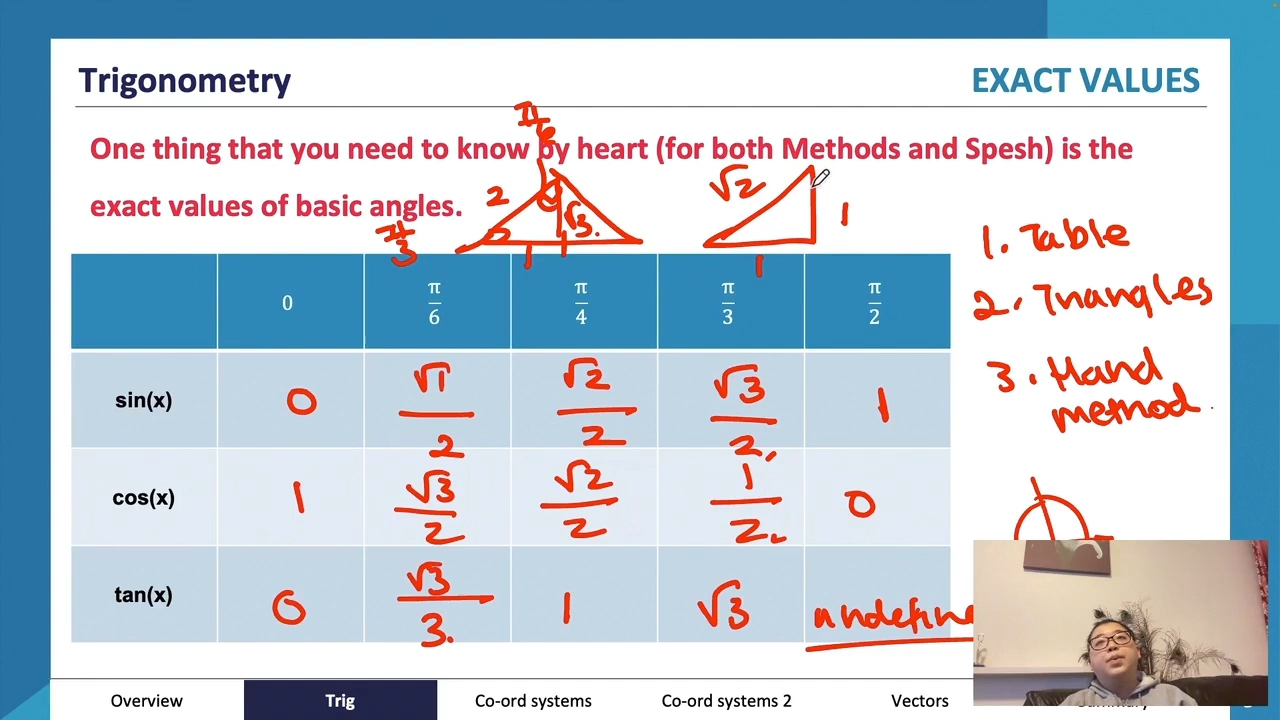 Trigonometry
EXACT VALUES
π/6
One thing that you need to know by heart (for both Methods and Spesh) is the
exact values of basic angles.
2
√3.
√2
1
π/3
1
1
1. Table
2. Triangles
3. Hand
method
0 π/6 π/4 π/3 π/2
sin(x) 0 √1/2 √2/2 √3/2 1
cos(x) 1 √3/2 √2/2 1/2 0
tan(x) 0 √3/3 1 √3 undefine
Overview Trig Co-ord systems Co-ord systems 2 Vectors